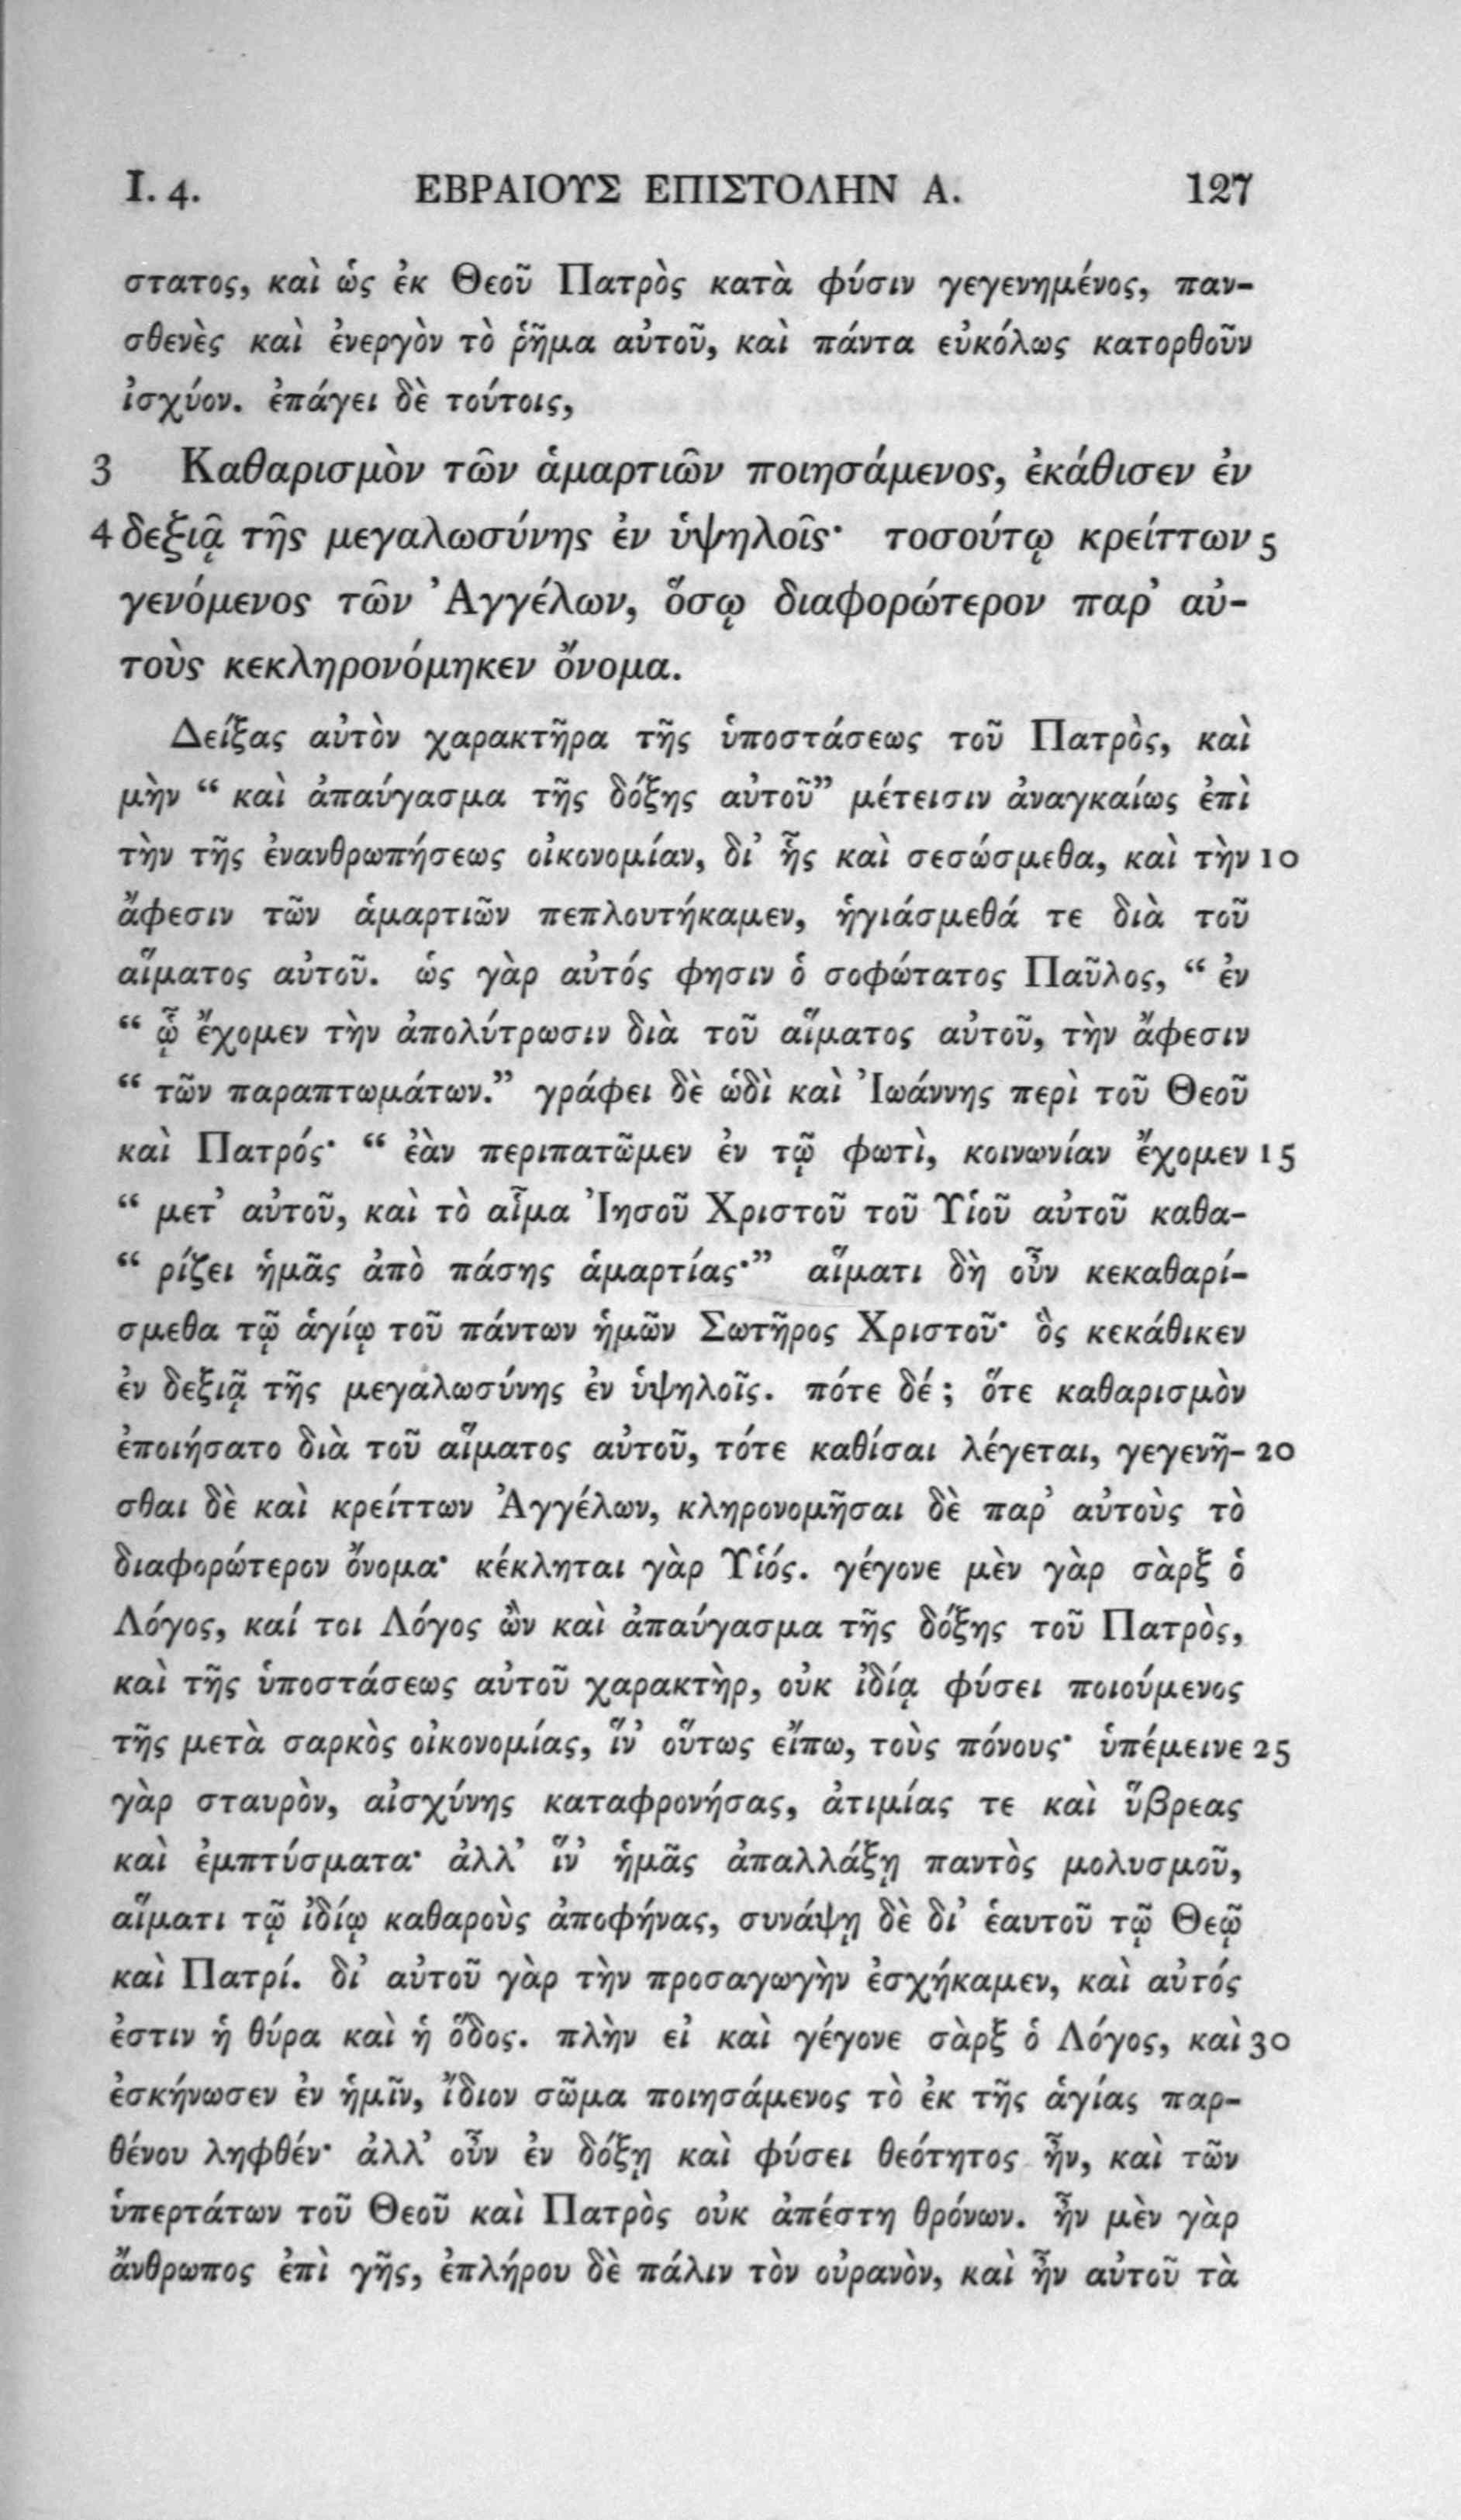 I. 4. ΕΒΡΑΙΟΥΣ ΕΠΙΣΤΟΛΗΝ Α. 127
στατος, καὶ ὡς ἐκ Θεοῦ Πατρὸς κατὰ φύσιν γεγενημένος, παν-
σθενὲς καὶ ἐνεργὸν τὸ ῥῆμα αὐτοῦ, καὶ πάντα εὐκόλως κατορθοῦν
ἰσχύον. ἐπάγει δὲ τούτοις,
3 Καθαρισμὸν τῶν ἁμαρτιῶν ποιησάμενος, ἐκάθισεν ἐν
4 δεξιᾷ τῆς μεγαλωσύνης ἐν ὑψηλοῖς· τοσούτῳ κρείττων 5
γενόμενος τῶν Ἀγγέλων, ὅσῳ διαφορώτερον παρ’ αὐ-
τοὺς κεκληρονόμηκεν ὄνομα.
Δείξας αὐτὸν χαρακτῆρα τῆς ὑποστάσεως τοῦ Πατρὸς, καὶ
μὴν “ καὶ ἀπαύγασμα τῆς δόξης αὐτοῦ” μέτεισιν ἀναγκαίως ἐπὶ
τὴν τῆς ἐνανθρωπήσεως οἰκονομίαν, δι’ ἧς καὶ σεσώσμεθα, καὶ τὴν 10
ἄφεσιν τῶν ἁμαρτιῶν πεπλουτήκαμεν, ἡγιάσμεθά τε διὰ τοῦ
αἵματος αὐτοῦ. ὡς γὰρ αὐτός φησιν ὁ σοφώτατος Παῦλος, “ ἐν
“ ᾧ ἔχομεν τὴν ἀπολύτρωσιν διὰ τοῦ αἵματος αὐτοῦ, τὴν ἄφεσιν
“ τῶν παραπτωμάτων.” γράφει δὲ ὡδὶ καὶ Ἰωάννης περὶ τοῦ Θεοῦ
καὶ Πατρός· “ ἐὰν περιπατῶμεν ἐν τῷ φωτὶ, κοινωνίαν ἔχομεν 15
“ μετ’ αὐτοῦ, καὶ τὸ αἷμα Ἰησοῦ Χριστοῦ τοῦ Υἱοῦ αὐτοῦ καθα-
“ ρίζει ἡμᾶς ἀπὸ πάσης ἁμαρτίας·” αἵματι δὴ οὖν κεκαθαρί-
σμεθα τῷ ἁγίῳ τοῦ πάντων ἡμῶν Σωτῆρος Χριστοῦ· ὃς κεκάθικεν
ἐν δεξιᾷ τῆς μεγαλωσύνης ἐν ὑψηλοῖς. πότε δέ ; ὅτε καθαρισμὸν
ἐποιήσατο διὰ τοῦ αἵματος αὐτοῦ, τότε καθίσαι λέγεται, γεγενῆ- 20
σθαι δὲ καὶ κρείττων Ἀγγέλων, κληρονομῆσαι δὲ παρ’ αὐτοὺς τὸ
διαφορώτερον ὄνομα· κέκληται γὰρ Υἱός. γέγονε μὲν γὰρ σὰρξ ὁ
Λόγος, καί τοι Λόγος ὢν καὶ ἀπαύγασμα τῆς δόξης τοῦ Πατρὸς,
καὶ τῆς ὑποστάσεως αὐτοῦ χαρακτὴρ, οὐκ ἰδίᾳ φύσει ποιούμενος
τῆς μετὰ σαρκὸς οἰκονομίας, ἵν’ οὕτως εἴπω, τοὺς πόνους· ὑπέμεινε 25
γὰρ σταυρὸν, αἰσχύνης καταφρονήσας, ἀτιμίας τε καὶ ὕβρεας
καὶ ἐμπτύσματα· ἀλλ’ ἵν’ ἡμᾶς ἀπαλλάξῃ παντὸς μολυσμοῦ,
αἵματι τῷ ἰδίῳ καθαροὺς ἀποφήνας, συνάψῃ δὲ δι’ ἑαυτοῦ τῷ Θεῷ
καὶ Πατρί. δι’ αὐτοῦ γὰρ τὴν προσαγωγὴν ἐσχήκαμεν, καὶ αὐτός
ἐστιν ἡ θύρα καὶ ἡ ὅδος. πλὴν εἰ καὶ γέγονε σὰρξ ὁ Λόγος, καὶ 30
ἐσκήνωσεν ἐν ἡμῖν, ἴδιον σῶμα ποιησάμενος τὸ ἐκ τῆς ἁγίας παρ-
θένου ληφθέν· ἀλλ’ οὖν ἐν δόξῃ καὶ φύσει θεότητος ἦν, καὶ τῶν
ὑπερτάτων τοῦ Θεοῦ καὶ Πατρὸς οὐκ ἀπέστη θρόνων. ἦν μὲν γὰρ
ἄνθρωπος ἐπὶ γῆς, ἐπλήρου δὲ πάλιν τὸν οὐρανὸν, καὶ ἦν αὐτοῦ τὰ